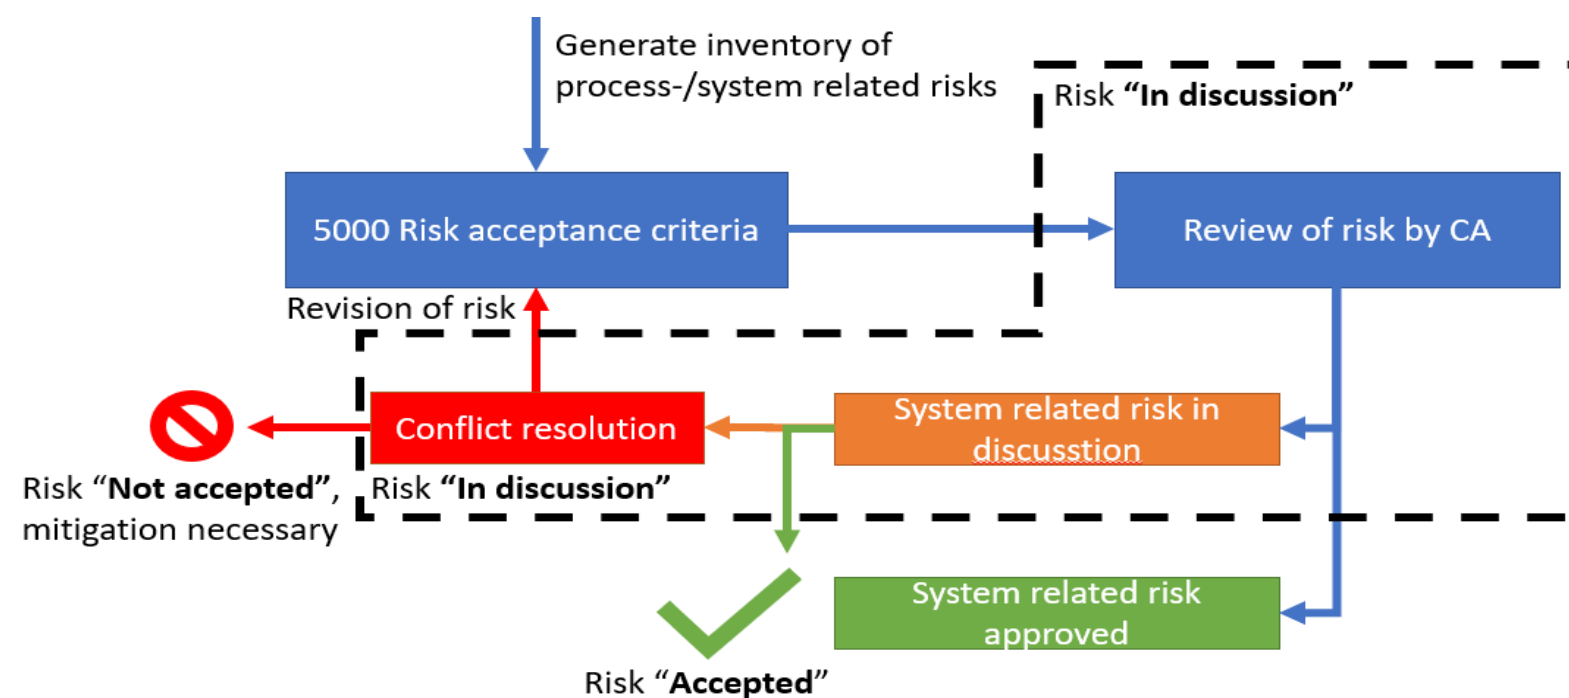 Generate inventory of
process-/system related risks
Risk “In discussion”
5000 Risk acceptance criteria
Review of risk by CA
Revision of risk
Conflict resolution
System related risk in
discusstion
Risk “Not accepted”,
mitigation necessary
Risk “In discussion”
System related risk
approved
Risk “Accepted”